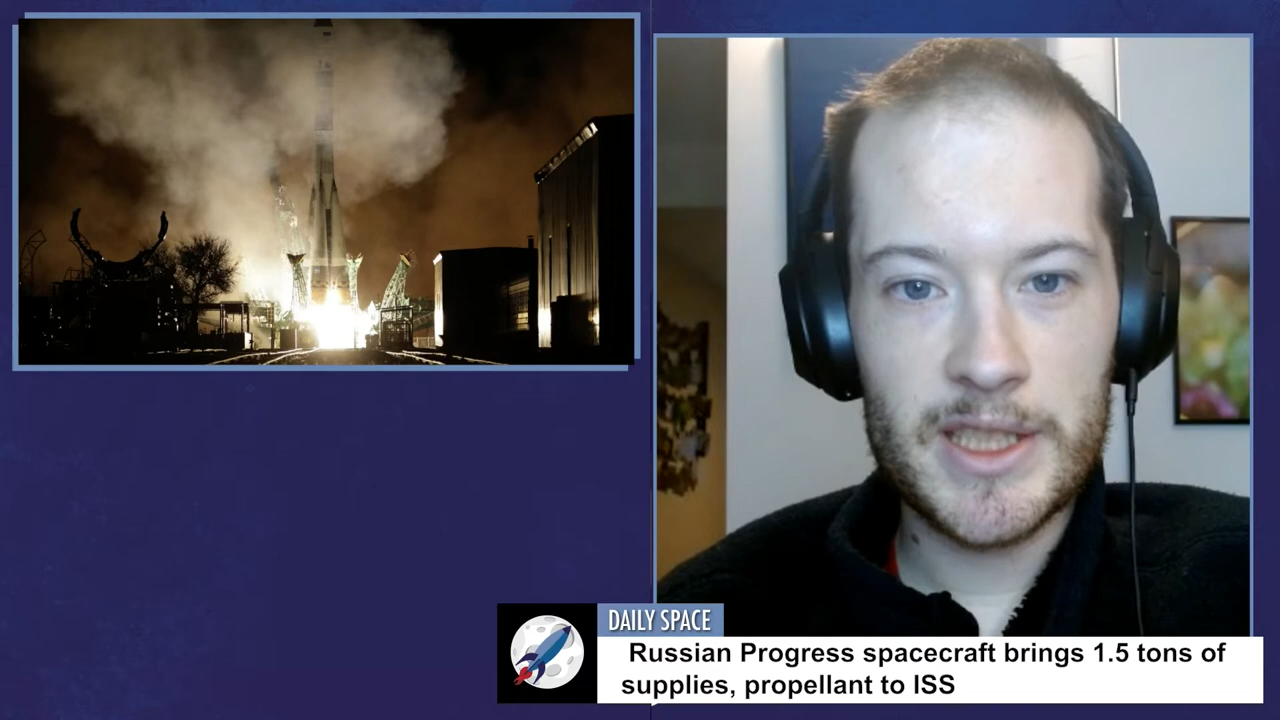 DAILY SPACE
Russian Progress spacecraft brings 1.5 tons of
supplies, propellant to ISS